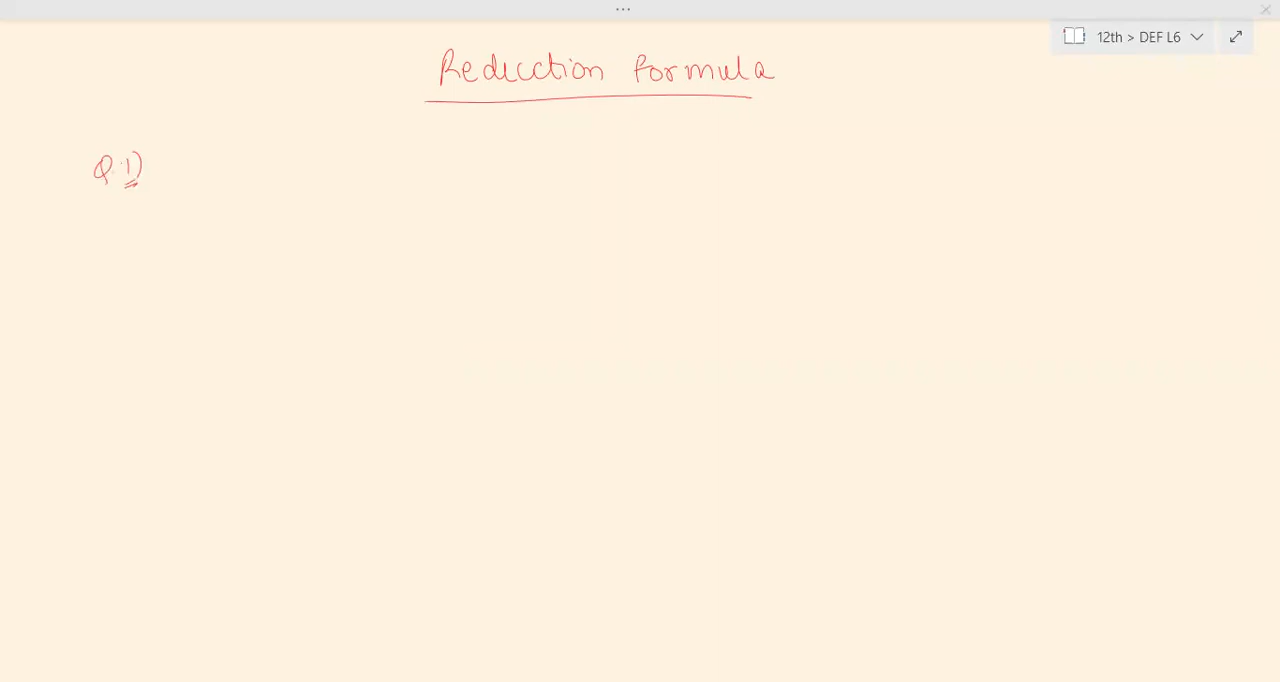 ...
12th > DEF L6
Reduction formula
Q.1)